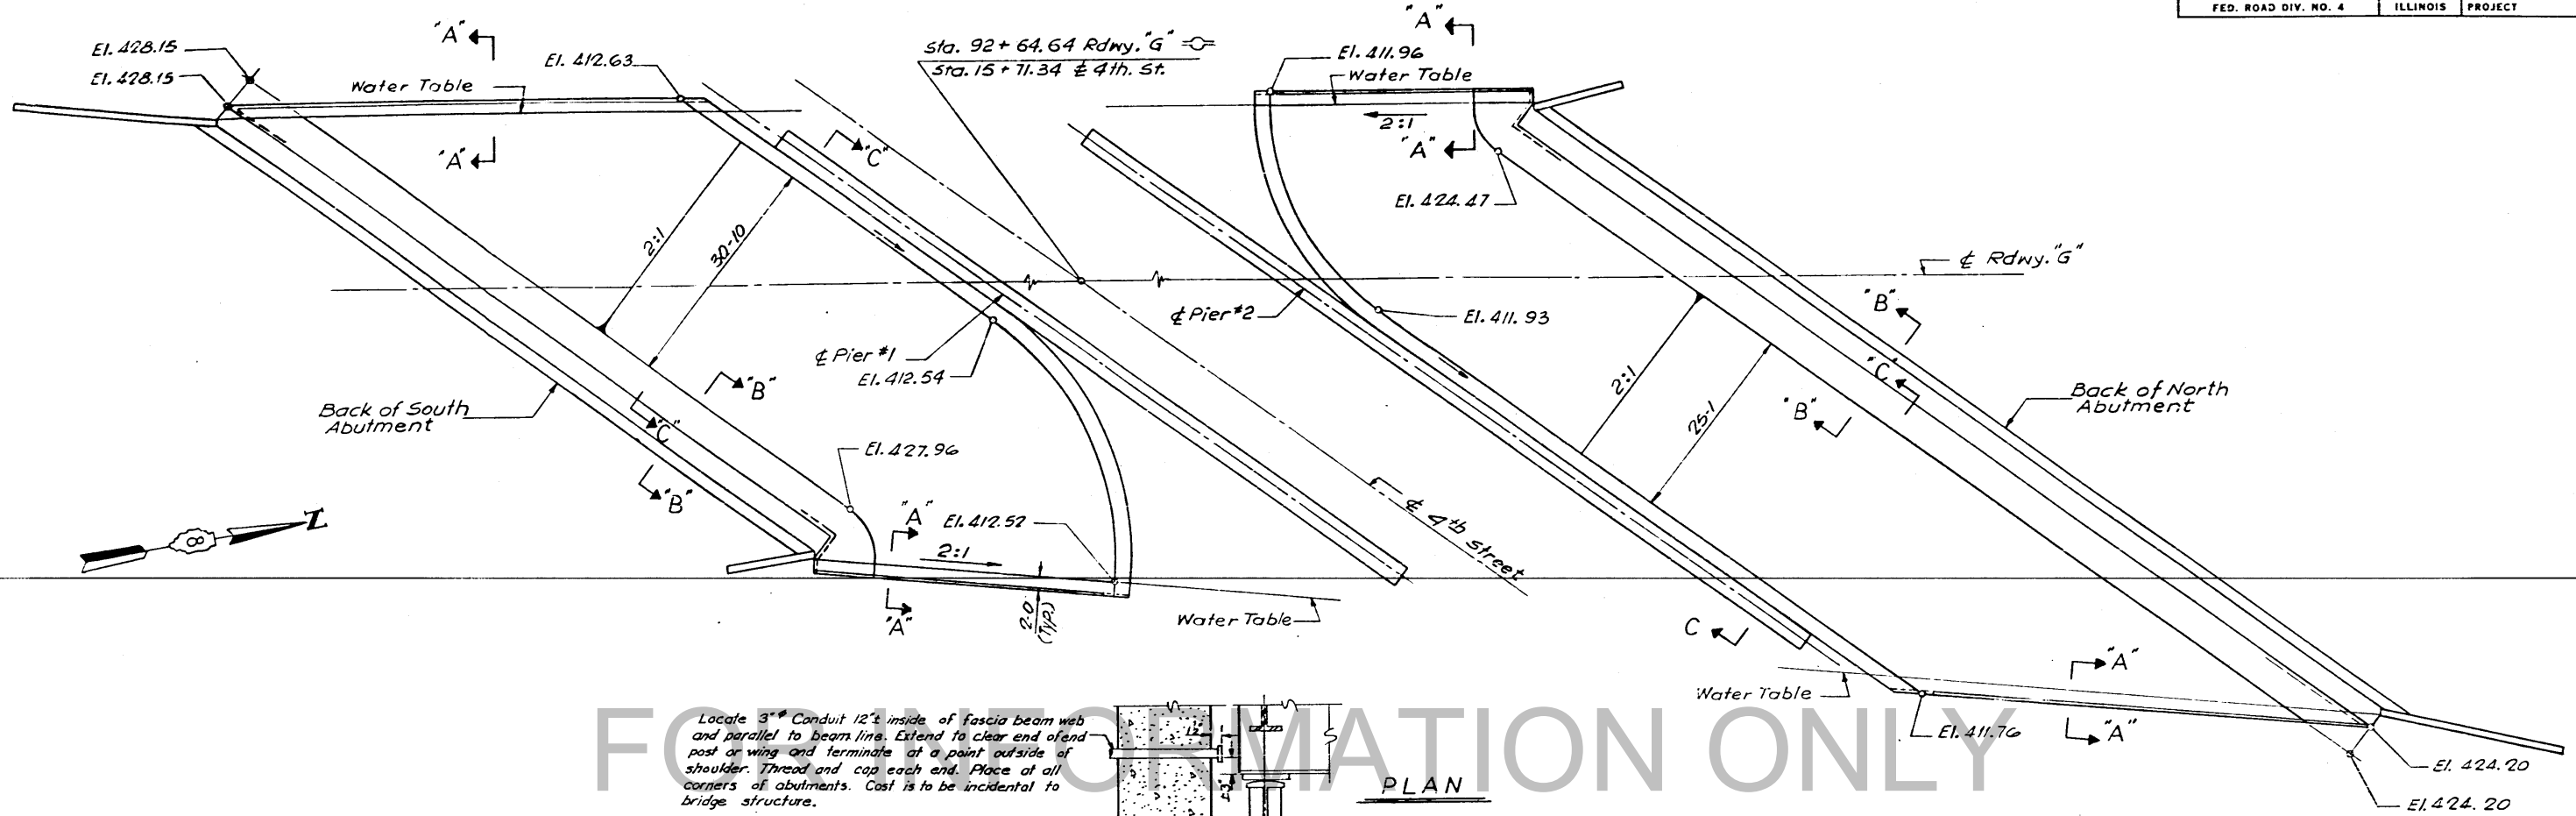 FED. ROAD DIV. NO. 4 ILLINOIS PROJECT
El. 428.15
El. 428.15
"A"
Water Table
"A"
El. 412.63
Sta. 92+64.64 Rdwy. "G" =
Sta. 15+71.34 ℄ 4th. St.
"C"
"A"
El. 411.96
Water Table
2:1
"A"
El. 424.47
2:1
30-10
℄ Rdwy. "G"
℄ Pier #1
El. 412.54
℄ Pier #2
El. 411.93
"B"
"C"
"B"
2:1
25-1
Back of North
Abutment
Back of South
Abutment
"B"
"C"
"B"
El. 427.96
"A"
El. 412.52
2:1
"A"
2-0
(Typ.)
Water Table
℄ 4th street
Z
8
C
Water Table
"A"
"A"
El. 411.76
El. 424.20
El. 424.20
Locate 3"ϕ Conduit 12"± inside of fascia beam web
and parallel to beam line. Extend to clear end of end
post or wing and terminate at a point outside of
shoulder. Thread and cap each end. Place at all
corners of abutments. Cost is to be incidental to
bridge structure.
12"
PLAN
FOR INFORMATION ONLY